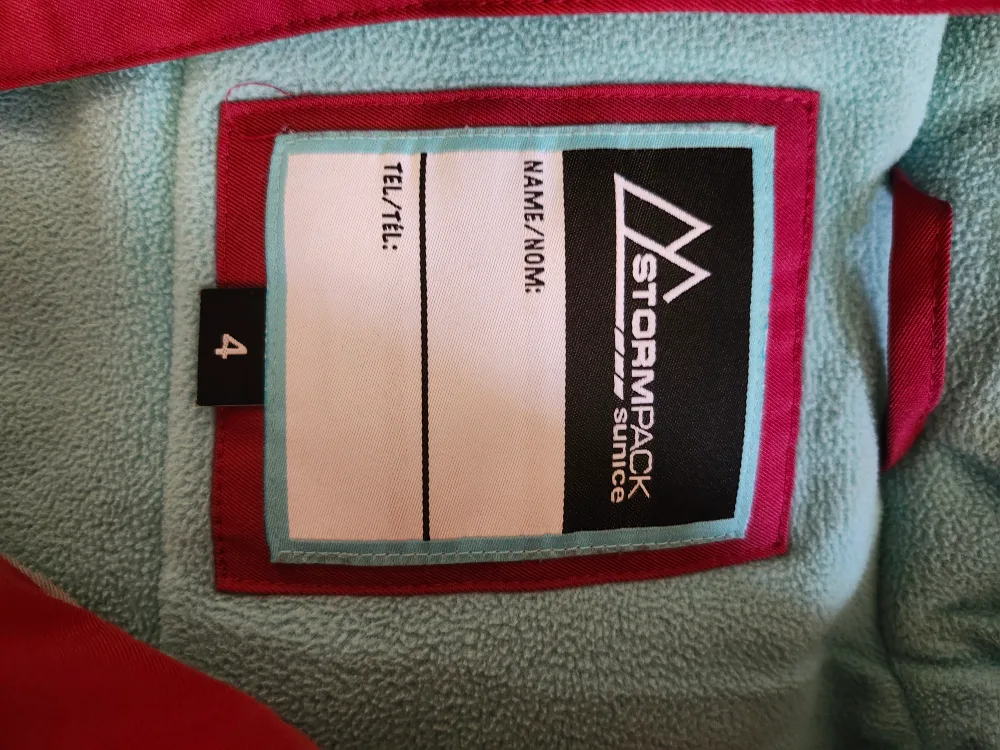 STORMPACK
sunice
NAME/NOM:
TEL/TÉL:
4